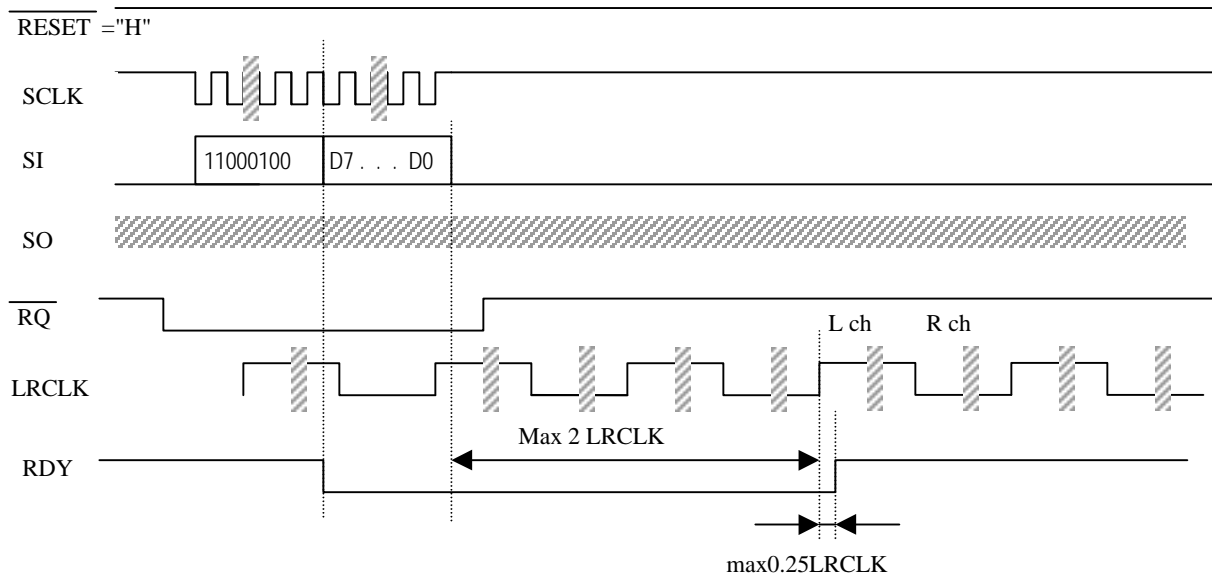 RESET ="H"
SCLK
SI 11000100 D7 . . . D0
SO
RQ
L ch R ch
LRCLK
Max 2 LRCLK
RDY
max0.25LRCLK